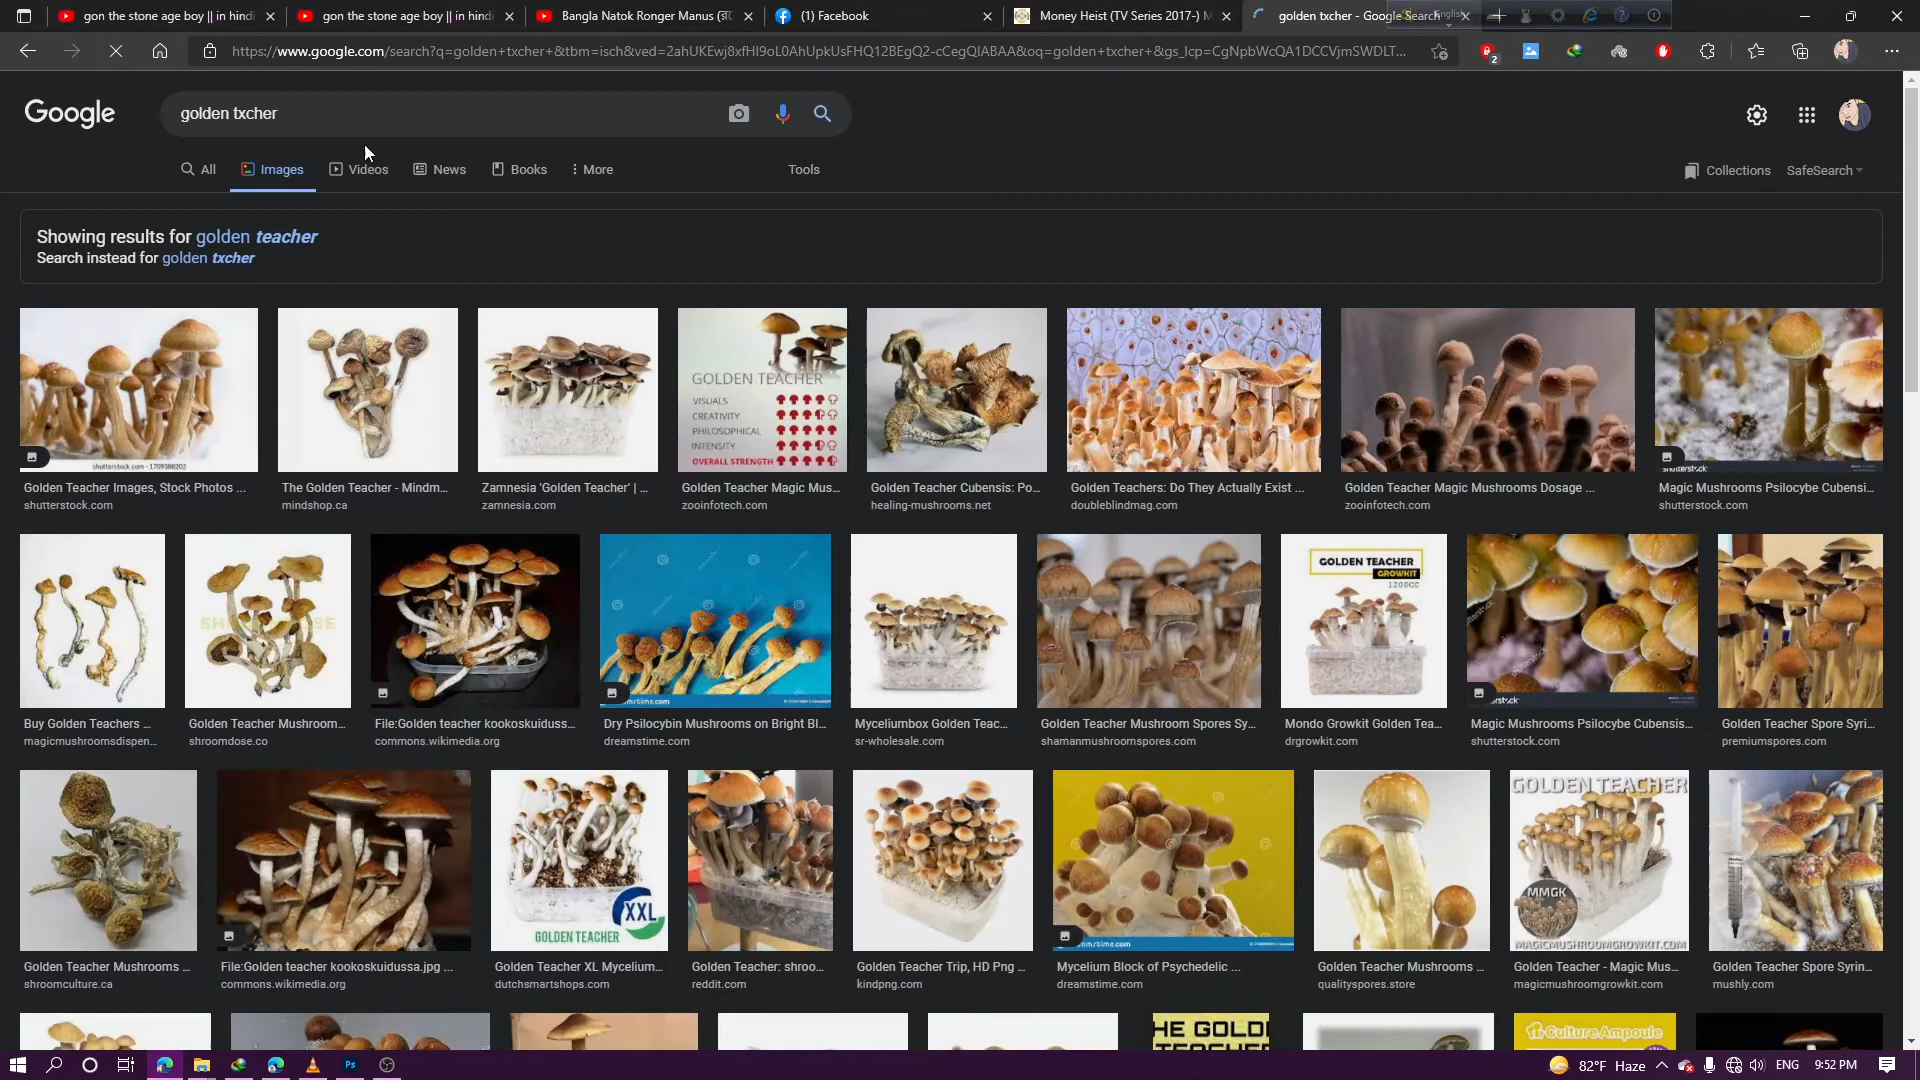 gon the stone age boy || in hindi
gon the stone age boy || in hindi
Bangla Natok Ronger Manus
(1) Facebook
Money Heist (TV Series 2017-) M
golden txcher - Google Search
English
https://www.google.com/search?q=golden+txcher+&tbm=isch&ved=2ahUKEwj8xfHI9oL0AhUpkUsFHQ12BEgQ2-cCegQIABAA&oq=golden+txcher+&gs_lcp=CgNpbWcQA1DCCVjmSWDLT...
2
Google
golden txcher
All
Images
Videos
News
Books
More
Tools
Collections
SafeSearch
Showing results for golden teacher
Search instead for golden txcher
shutterstock.com · 1709388202
GOLDEN TEACHER
VISUALS
CREATIVITY
PHILOSOPHICAL
INTENSITY
OVERALL STRENGTH
Golden Teacher Images, Stock Photos ...
shutterstock.com
The Golden Teacher - Mindm...
mindshop.ca
Zamnesia 'Golden Teacher' | ...
zamnesia.com
Golden Teacher Magic Mus...
zooinfotech.com
Golden Teacher Cubensis: Po...
healing-mushrooms.net
Golden Teachers: Do They Actually Exist ...
doubleblindmag.com
Golden Teacher Magic Mushrooms Dosage ...
zooinfotech.com
Magic Mushrooms Psilocybe Cubensi...
shutterstock.com
GOLDEN TEACHER
GROWKIT
1200CC
Buy Golden Teachers ...
magicmushroomsdispen...
Golden Teacher Mushroom...
shroomdose.co
File:Golden teacher kookoskuiduss...
commons.wikimedia.org
Dry Psilocybin Mushrooms on Bright Bl...
dreamstime.com
Myceliumbox Golden Teac...
sr-wholesale.com
Golden Teacher Mushroom Spores Sy...
shamanmushroomspores.com
Mondo Growkit Golden Tea...
drgrowkit.com
Magic Mushrooms Psilocybe Cubensis...
shutterstock.com
Golden Teacher Spore Syri...
premiumspores.com
XXL
GOLDEN TEACHER
GOLDEN TEACHER
MMGK
MAGICMUSHROOMGROWKIT.COM
Golden Teacher Mushrooms ...
shroomculture.ca
File:Golden teacher kookoskuidussa.jpg ...
commons.wikimedia.org
Golden Teacher XL Mycelium...
dutchsmartshops.com
Golden Teacher: shroo...
reddit.com
Golden Teacher Trip, HD Png ...
kindpng.com
Mycelium Block of Psychedelic ...
dreamstime.com
Golden Teacher Mushrooms ...
qualityspores.store
Golden Teacher - Magic Mus...
magicmushroomgrowkit.com
Golden Teacher Spore Syrin...
mushly.com
Culture Ampoule
Ps
82°F Haze
ENG
9:52 PM